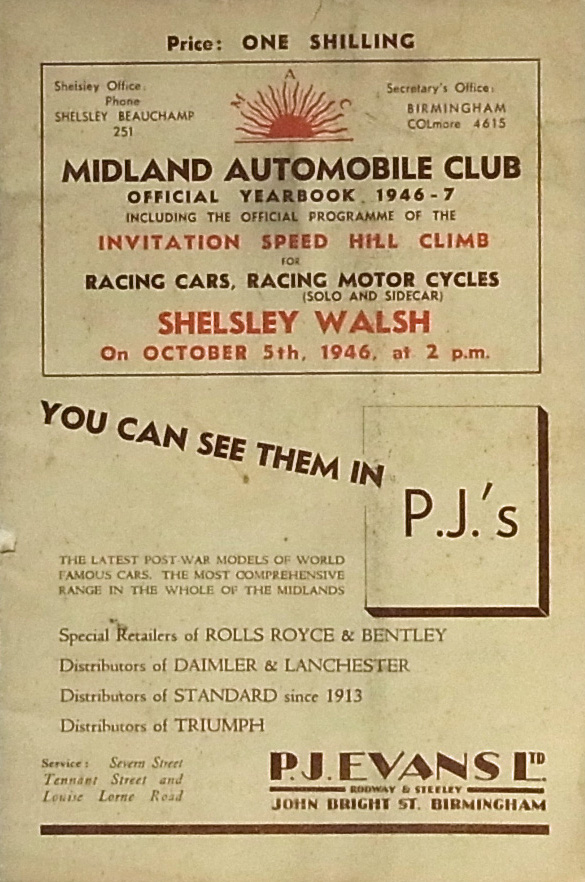 Price: ONE SHILLING
Shelsley Office:
Phone
SHELSLEY BEAUCHAMP
251
M A C
Secretary's Office:
BIRMINGHAM
COLmore 4615
MIDLAND AUTOMOBILE CLUB
OFFICIAL YEARBOOK 1946-7
INCLUDING THE OFFICIAL PROGRAMME OF THE
INVITATION SPEED HILL CLIMB
FOR
RACING CARS, RACING MOTOR CYCLES
(SOLO AND SIDECAR)
SHELSLEY WALSH
On OCTOBER 5th, 1946, at 2 p.m.
YOU CAN SEE THEM IN
P.J.'s
THE LATEST POST-WAR MODELS OF WORLD
FAMOUS CARS. THE MOST COMPREHENSIVE
RANGE IN THE WHOLE OF THE MIDLANDS
Special Retailers of ROLLS ROYCE & BENTLEY
Distributors of DAIMLER & LANCHESTER
Distributors of STANDARD since 1913
Distributors of TRIUMPH
Service: Severn Street
Tennant Street and
Louise Lorne Road
P.J. EVANS LTD
RODWAY & STEELEY
JOHN BRIGHT ST. BIRMINGHAM